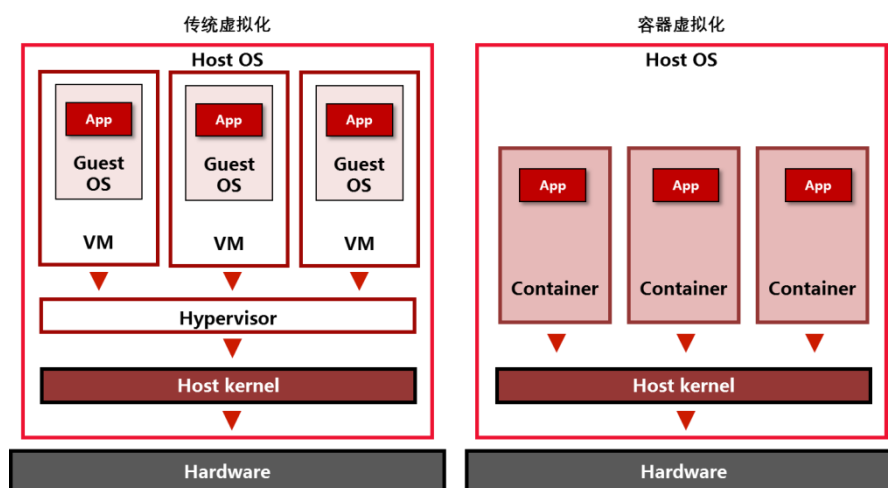 传统虚拟化
Host OS
App
App
App
Guest
OS
Guest
OS
Guest
OS
VM
VM
VM
Hypervisor
Host kernel
Hardware
容器虚拟化
Host OS
App
App
App
Container
Container
Container
Host kernel
Hardware